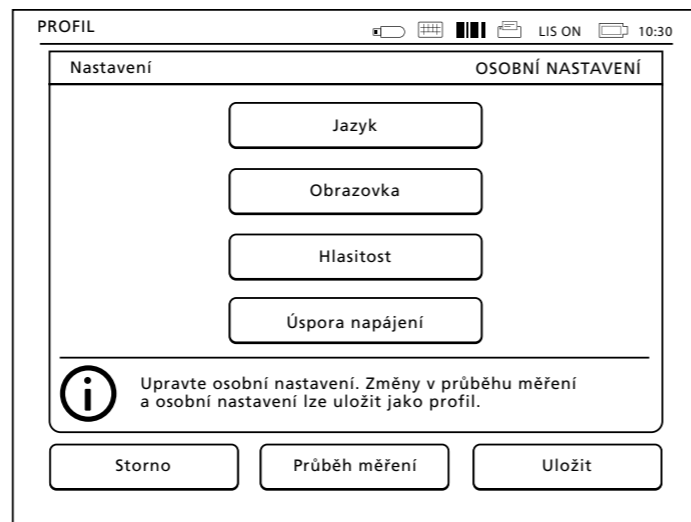 PROFIL LIS ON 10:30
Nastavení OSOBNÍ NASTAVENÍ
Jazyk
Obrazovka
Hlasitost
Úspora napájení
Upravte osobní nastavení. Změny v průběhu měření
a osobní nastavení lze uložit jako profil.
Storno Průběh měření Uložit